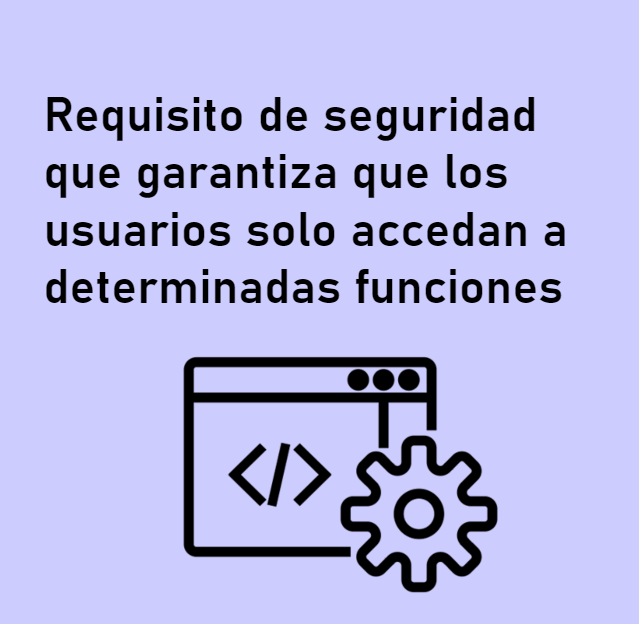 Requisito de seguridad
que garantiza que los
usuarios solo accedan a
determinadas funciones
</>